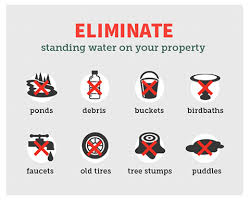 ELIMINATE
standing water on your property
ponds debris buckets birdbaths
faucets old tires tree stumps puddles